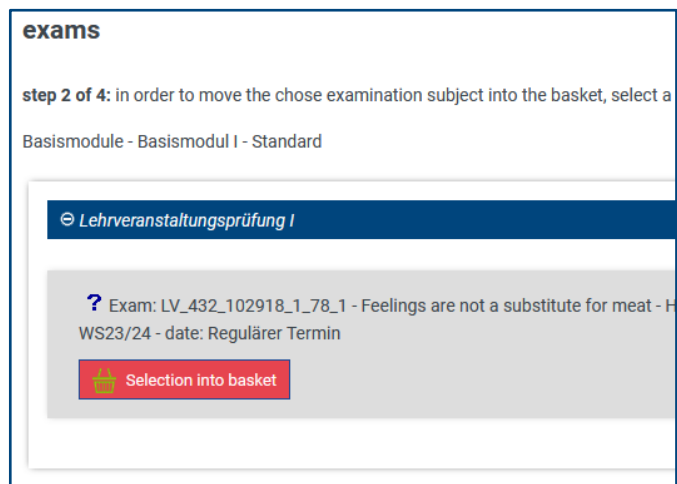 exams
step 2 of 4: in order to move the chose examination subject into the basket, select a
Basismodule - Basismodul I - Standard
Lehrveranstaltungsprüfung I
? Exam: LV_432_102918_1_78_1 - Feelings are not a substitute for meat - H
WS23/24 - date: Regulärer Termin
Selection into basket